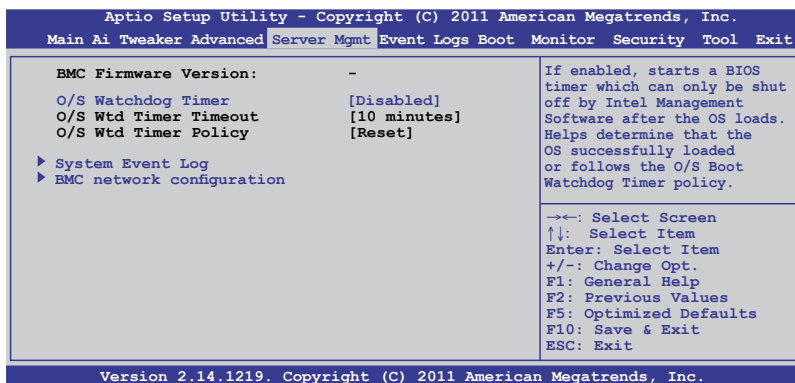 Aptio Setup Utility - Copyright (C) 2011 American Megatrends, Inc.
Main Ai Tweaker Advanced Server Mgmt Event Logs Boot Monitor Security Tool Exit
BMC Firmware Version: -
O/S Watchdog Timer [Disabled]
O/S Wtd Timer Timeout [10 minutes]
O/S Wtd Timer Policy [Reset]
System Event Log
BMC network configuration
If enabled, starts a BIOS
timer which can only be shut
off by Intel Management
Software after the OS loads.
Helps determine that the
OS successfully loaded
or follows the O/S Boot
Watchdog Timer policy.
→←: Select Screen
↑↓: Select Item
Enter: Select Item
+/-: Change Opt.
F1: General Help
F2: Previous Values
F5: Optimized Defaults
F10: Save & Exit
ESC: Exit
Version 2.14.1219. Copyright (C) 2011 American Megatrends, Inc.